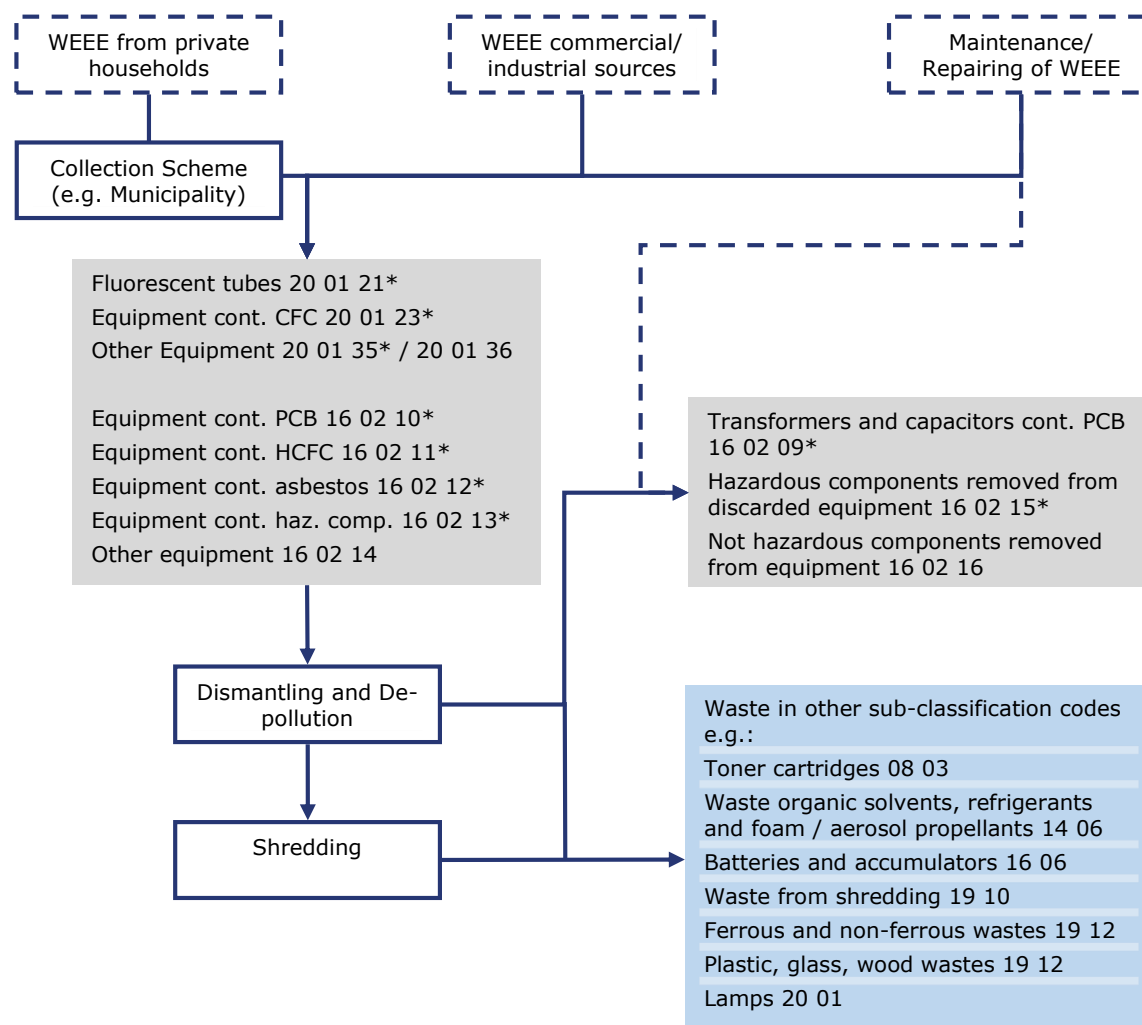 WEEE from private
households
WEEE commercial/
industrial sources
Maintenance/
Repairing of WEEE
Collection Scheme
(e.g. Municipality)
Fluorescent tubes 20 01 21*
Equipment cont. CFC 20 01 23*
Other Equipment 20 01 35* / 20 01 36
Equipment cont. PCB 16 02 10*
Equipment cont. HCFC 16 02 11*
Equipment cont. asbestos 16 02 12*
Equipment cont. haz. comp. 16 02 13*
Other equipment 16 02 14
Transformers and capacitors cont. PCB
16 02 09*
Hazardous components removed from
discarded equipment 16 02 15*
Not hazardous components removed
from equipment 16 02 16
Dismantling and De-
pollution
Shredding
Waste in other sub-classification codes
e.g.:
Toner cartridges 08 03
Waste organic solvents, refrigerants
and foam / aerosol propellants 14 06
Batteries and accumulators 16 06
Waste from shredding 19 10
Ferrous and non-ferrous wastes 19 12
Plastic, glass, wood wastes 19 12
Lamps 20 01